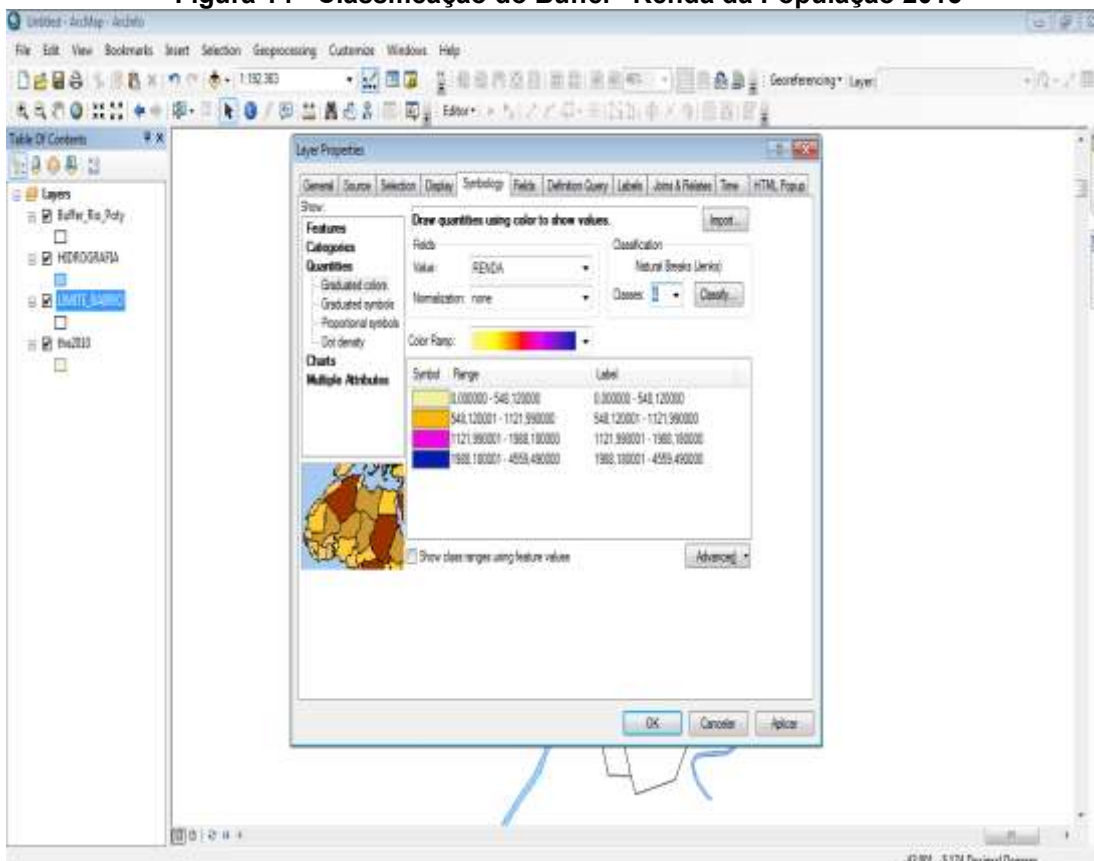 Figura 14 - Classificação do Buffer - Renda da População 2010
Untitled - ArcMap - ArcInfo
File Edit View Bookmarks Insert Selection Geoprocessing Customize Windows Help
1:192.383
Georeferencing Layer:
Editor
Table Of Contents
Layers
Buffer_Rio_Poly
HIDROGRAFIA
LIMITE_BAIRRO
the2010
Layer Properties
General Source Selection Display Symbology Fields Definition Query Labels Joins & Relates Time HTML Popup
Show:
Features
Categories
Quantities
Graduated colors
Graduated symbols
Proportional symbols
Dot density
Charts
Multiple Attributes
Draw quantities using color to show values.
Import...
Fields
Value: RENDA
Normalization: none
Classification
Natural Breaks (Jenks)
Classes:
Classify...
Color Ramp:
Symbol Range Label
0,000000 - 548,120000 0,000000 - 548,120000
548,120001 - 1121,990000 548,120001 - 1121,990000
1121,990001 - 1988,180000 1121,990001 - 1988,180000
1988,180001 - 4559,490000 1988,180001 - 4559,490000
Show class ranges using feature values
Advanced
OK Cancelar Aplicar
Decimal Degrees